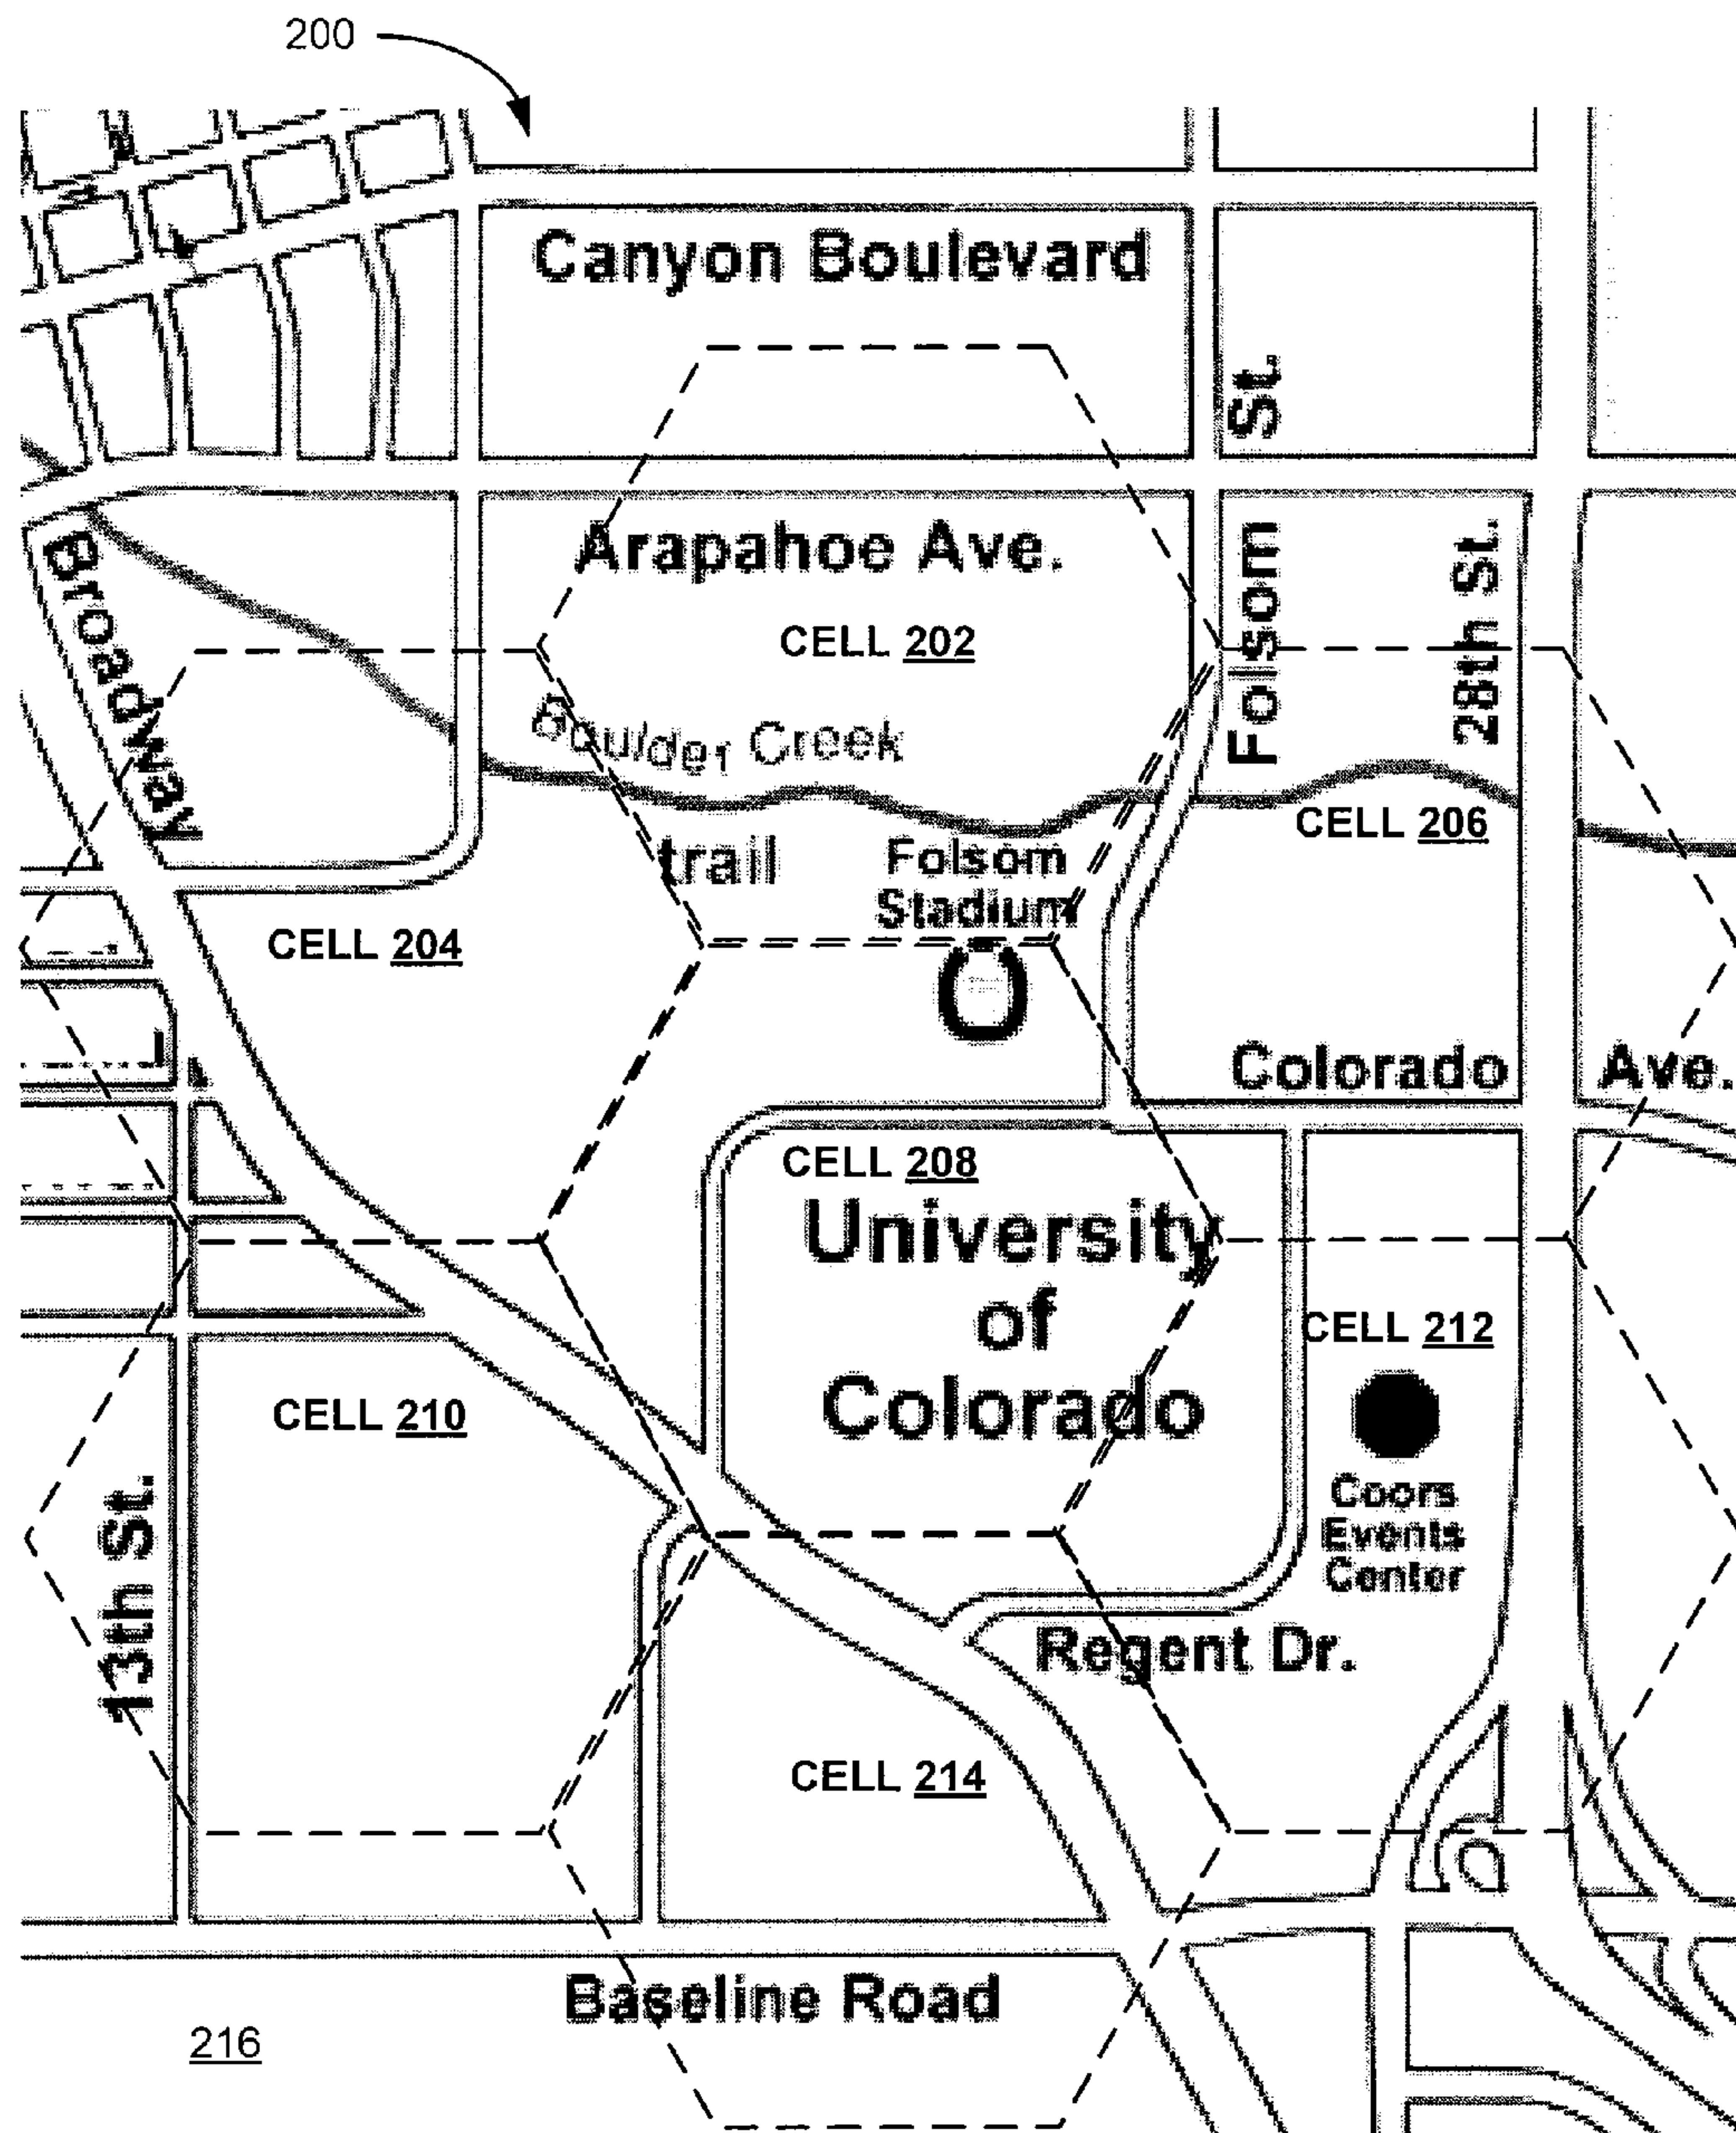 200
Canyon Boulevard
St.
Arapahoe Ave.
Folsom
28th St.
Broadway
CELL 202
Boulder Creek
CELL 206
trail
Folsom
Stadium
CELL 204
Colorado Ave.
CELL 208
University
of
Colorado
CELL 212
CELL 210
Coors
Events
Center
13th St.
Regent Dr.
CELL 214
Baseline Road
216